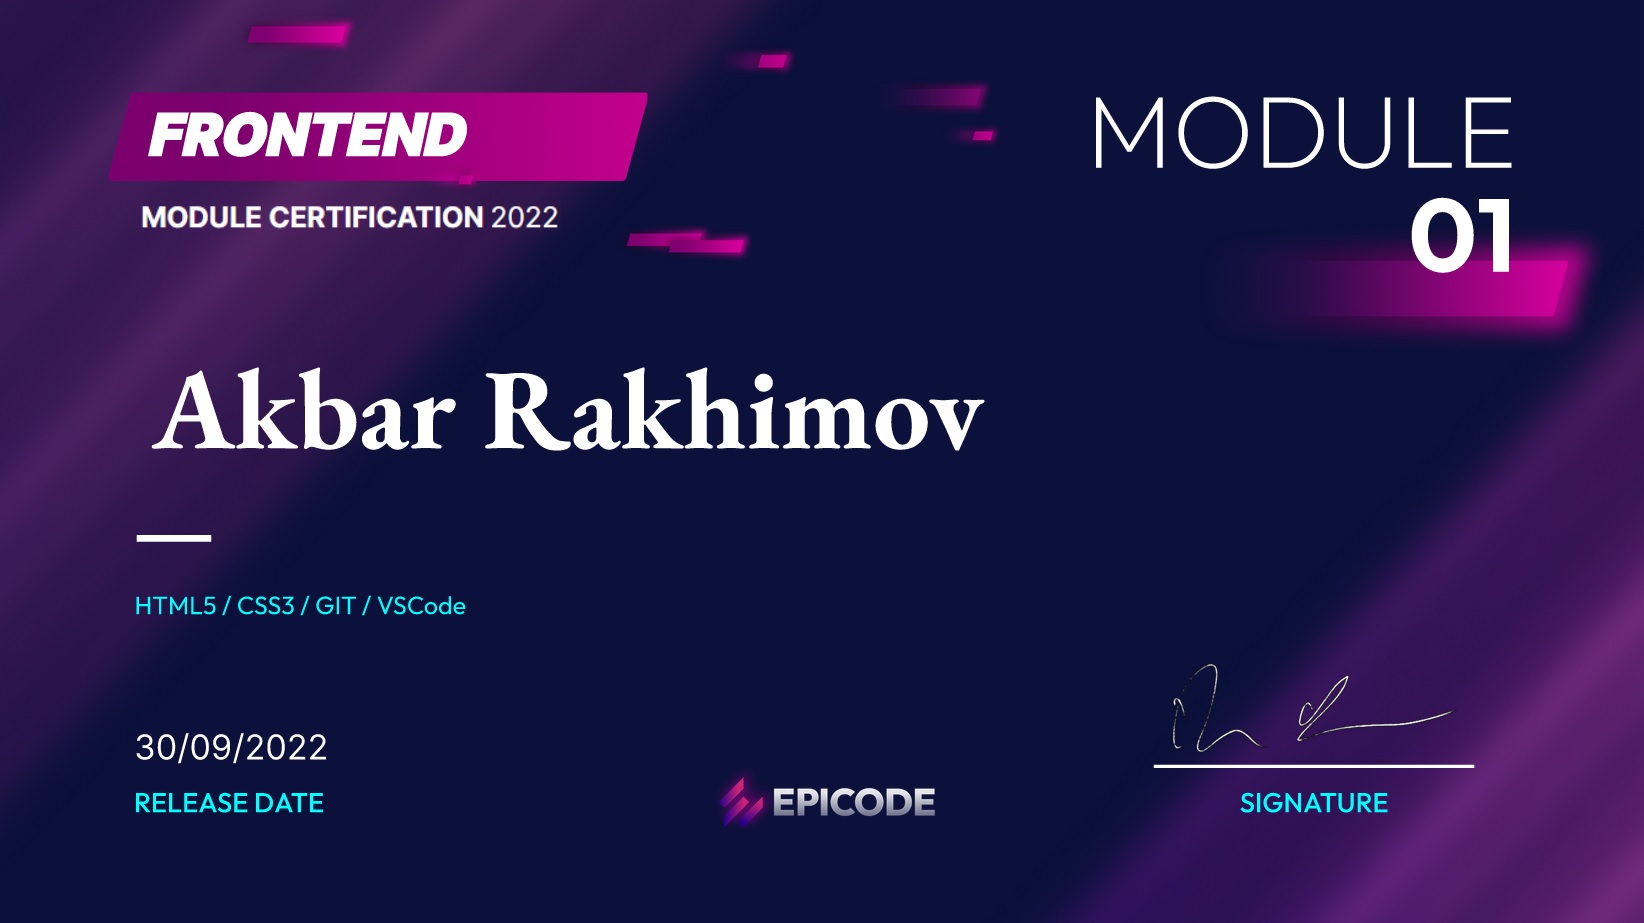 FRONTEND
MODULE CERTIFICATION 2022
MODULE
01
Akbar Rakhimov
HTML5 / CSS3 / GIT / VSCode
30/09/2022
RELEASE DATE
EPICODE
SIGNATURE